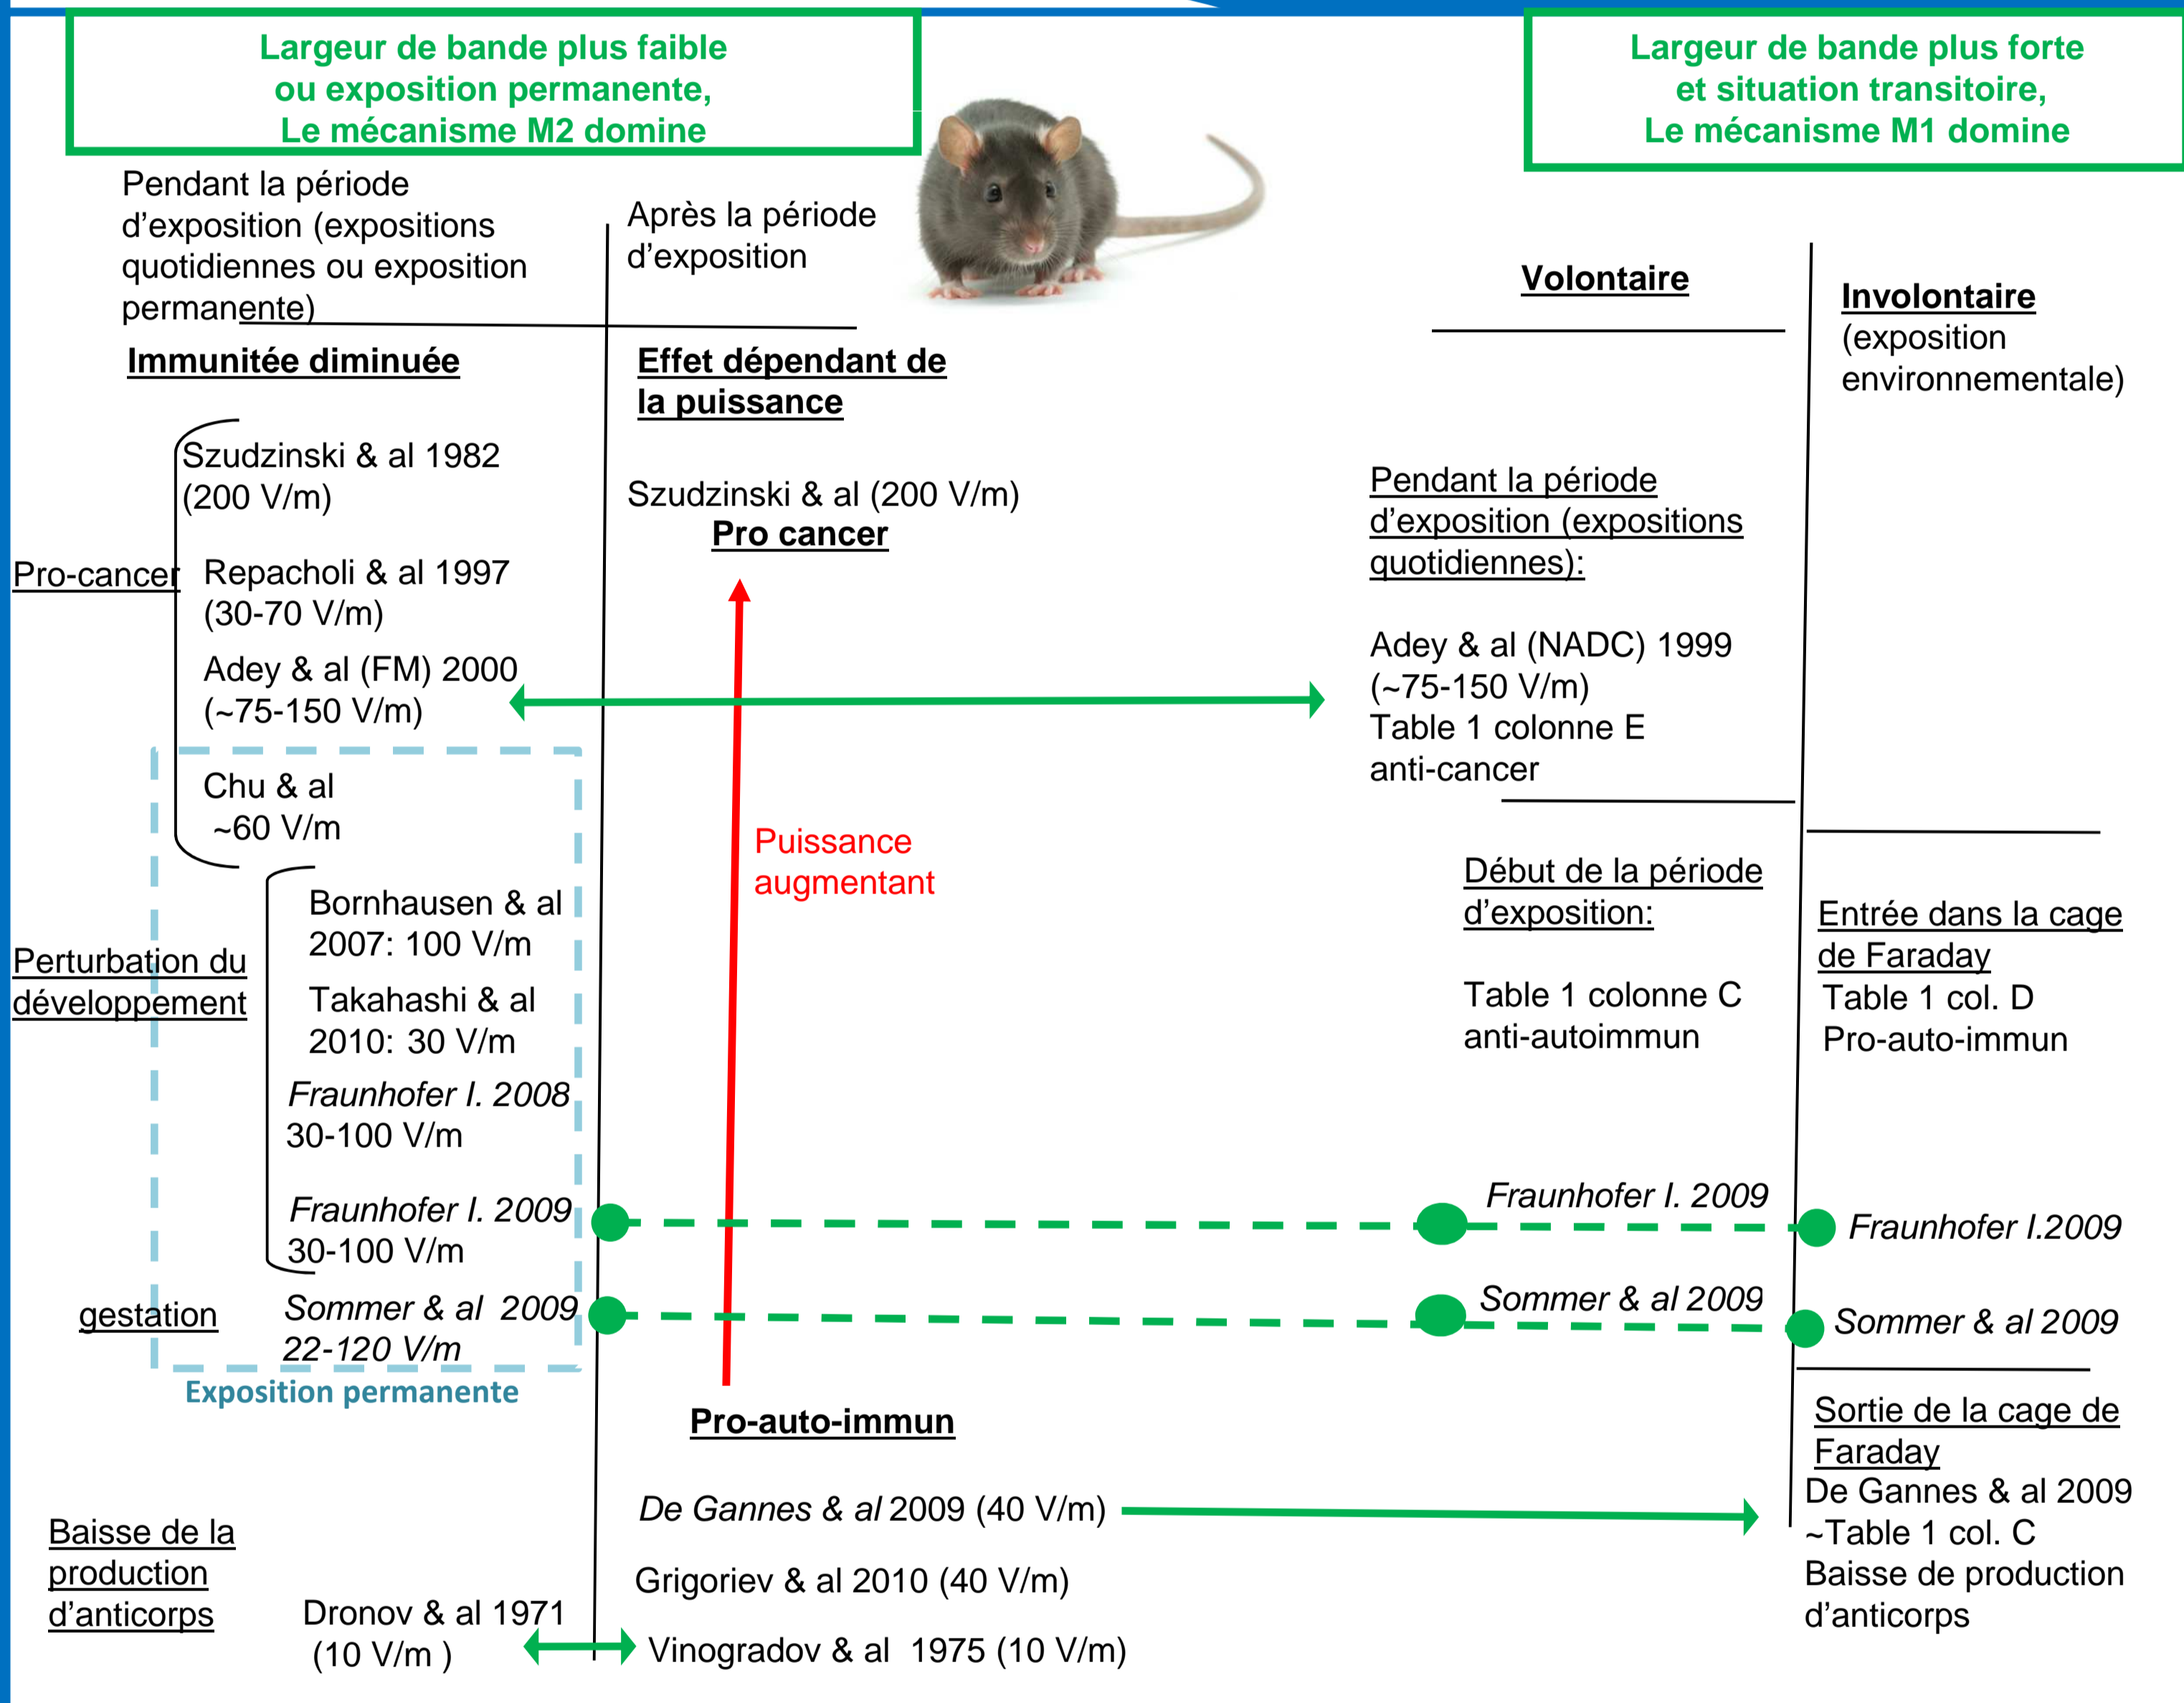 Largeur de bande plus faible
ou exposition permanente,
Le mécanisme M2 domine
Largeur de bande plus forte
et situation transitoire,
Le mécanisme M1 domine
Pendant la période
d'exposition (expositions
quotidiennes ou exposition
permanente)
Après la période
d'exposition
Immunitée diminuée
Effet dépendant de
la puissance
Szudzinski & al 1982
(200 V/m)
Pro-cancer
Repacholi & al 1997
(30-70 V/m)
Adey & al (FM) 2000
(~75-150 V/m)
Chu & al
~60 V/m
Perturbation du
développement
Bornhausen & al
2007: 100 V/m
Takahashi & al
2010: 30 V/m
Fraunhofer I. 2008
30-100 V/m
Fraunhofer I. 2009
30-100 V/m
gestation
Sommer & al 2009
22-120 V/m
Exposition permanente
Baisse de la
production
d'anticorps
Dronov & al 1971
(10 V/m )
Szudzinski & al (200 V/m)
Pro cancer
Puissance
augmentant
Pro-auto-immun
De Gannes & al 2009 (40 V/m)
Grigoriev & al 2010 (40 V/m)
Vinogradov & al 1975 (10 V/m)
Volontaire
Pendant la période
d'exposition (expositions
quotidiennes):
Adey & al (NADC) 1999
(~75-150 V/m)
Table 1 colonne E
anti-cancer
Début de la période
d'exposition:
Table 1 colonne C
anti-autoimmun
Fraunhofer I. 2009
Sommer & al 2009
Involontaire
(exposition
environnementale)
Entrée dans la cage
de Faraday
Table 1 col. D
Pro-auto-immun
Fraunhofer I.2009
Sommer & al 2009
Sortie de la cage de
Faraday
De Gannes & al 2009
~Table 1 col. C
Baisse de production
d'anticorps